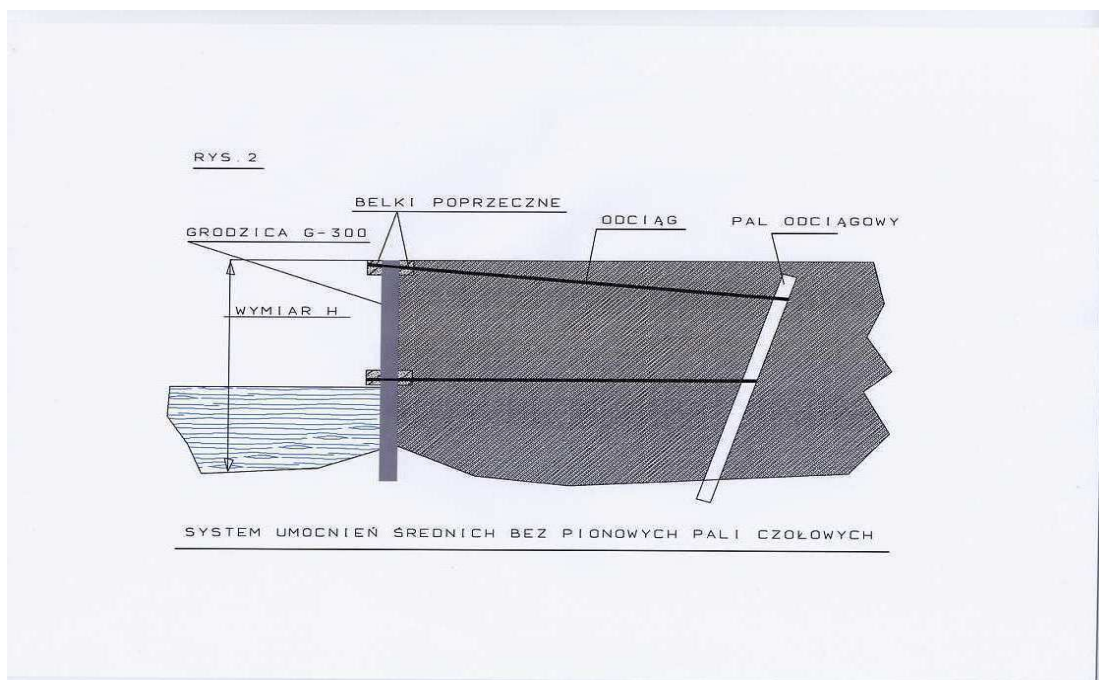 RYS.2
BELKI POPRZECZNE
ODCIĄG
PAL ODCIĄGOWY
GRODZICA G-300
WYMIAR H
SYSTEM UMOCNIEŃ ŚREDNICH BEZ PIONOWYCH PALI CZOŁOWYCH